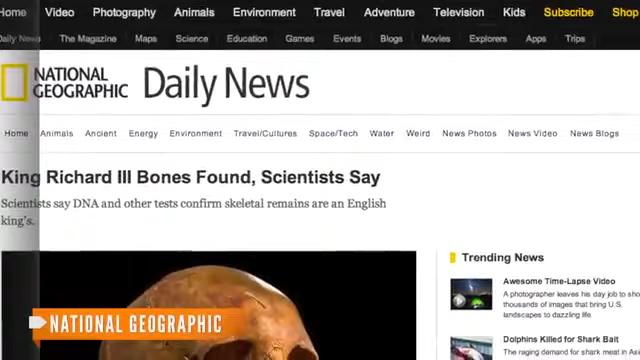 Home Video Photography Animals Environment Travel Adventure Television Kids Subscribe Shop
Daily News The Magazine Maps Science Education Games Events Blogs Movies Explorers Apps Trips
NATIONAL GEOGRAPHIC Daily News
Home Animals Ancient Energy Environment Travel/Cultures Space/Tech Water Weird News Photos News Video News Blogs
King Richard III Bones Found, Scientists Say
Scientists say DNA and other tests confirm skeletal remains are an English
king's.
Trending News
Awesome Time-Lapse Video
A photographer leaves his day job to sho
thousands of images that bring U.S.
landscapes to dazzling life.
Dolphins Killed for Shark Bait
The raging demand for shark meat in Asi
NATIONAL GEOGRAPHIC